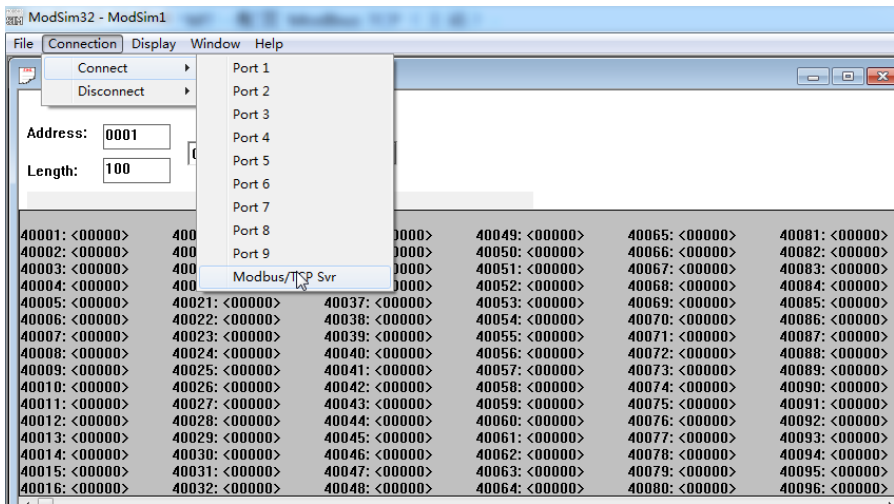 ModSim32 - ModSim1
File Connection Display Window Help
Connect
Port 1
Disconnect
Port 2
Port 3
Address: 0001
Port 4
Port 5
Length: 100
Port 6
Port 7
Port 8
40001: <00000> 40049: <00000> 40065: <00000> 40081: <00000>
Port 9
40002: <00000> 40050: <00000> 40066: <00000> 40082: <00000>
Modbus/TCP Svr
40003: <00000> 40051: <00000> 40067: <00000> 40083: <00000>
40004: <00000> 40052: <00000> 40068: <00000> 40084: <00000>
40005: <00000> 40021: <00000> 40037: <00000> 40053: <00000> 40069: <00000> 40085: <00000>
40006: <00000> 40022: <00000> 40038: <00000> 40054: <00000> 40070: <00000> 40086: <00000>
40007: <00000> 40023: <00000> 40039: <00000> 40055: <00000> 40071: <00000> 40087: <00000>
40008: <00000> 40024: <00000> 40040: <00000> 40056: <00000> 40072: <00000> 40088: <00000>
40009: <00000> 40025: <00000> 40041: <00000> 40057: <00000> 40073: <00000> 40089: <00000>
40010: <00000> 40026: <00000> 40042: <00000> 40058: <00000> 40074: <00000> 40090: <00000>
40011: <00000> 40027: <00000> 40043: <00000> 40059: <00000> 40075: <00000> 40091: <00000>
40012: <00000> 40028: <00000> 40044: <00000> 40060: <00000> 40076: <00000> 40092: <00000>
40013: <00000> 40029: <00000> 40045: <00000> 40061: <00000> 40077: <00000> 40093: <00000>
40014: <00000> 40030: <00000> 40046: <00000> 40062: <00000> 40078: <00000> 40094: <00000>
40015: <00000> 40031: <00000> 40047: <00000> 40063: <00000> 40079: <00000> 40095: <00000>
40016: <00000> 40032: <00000> 40048: <00000> 40064: <00000> 40080: <00000> 40096: <00000>